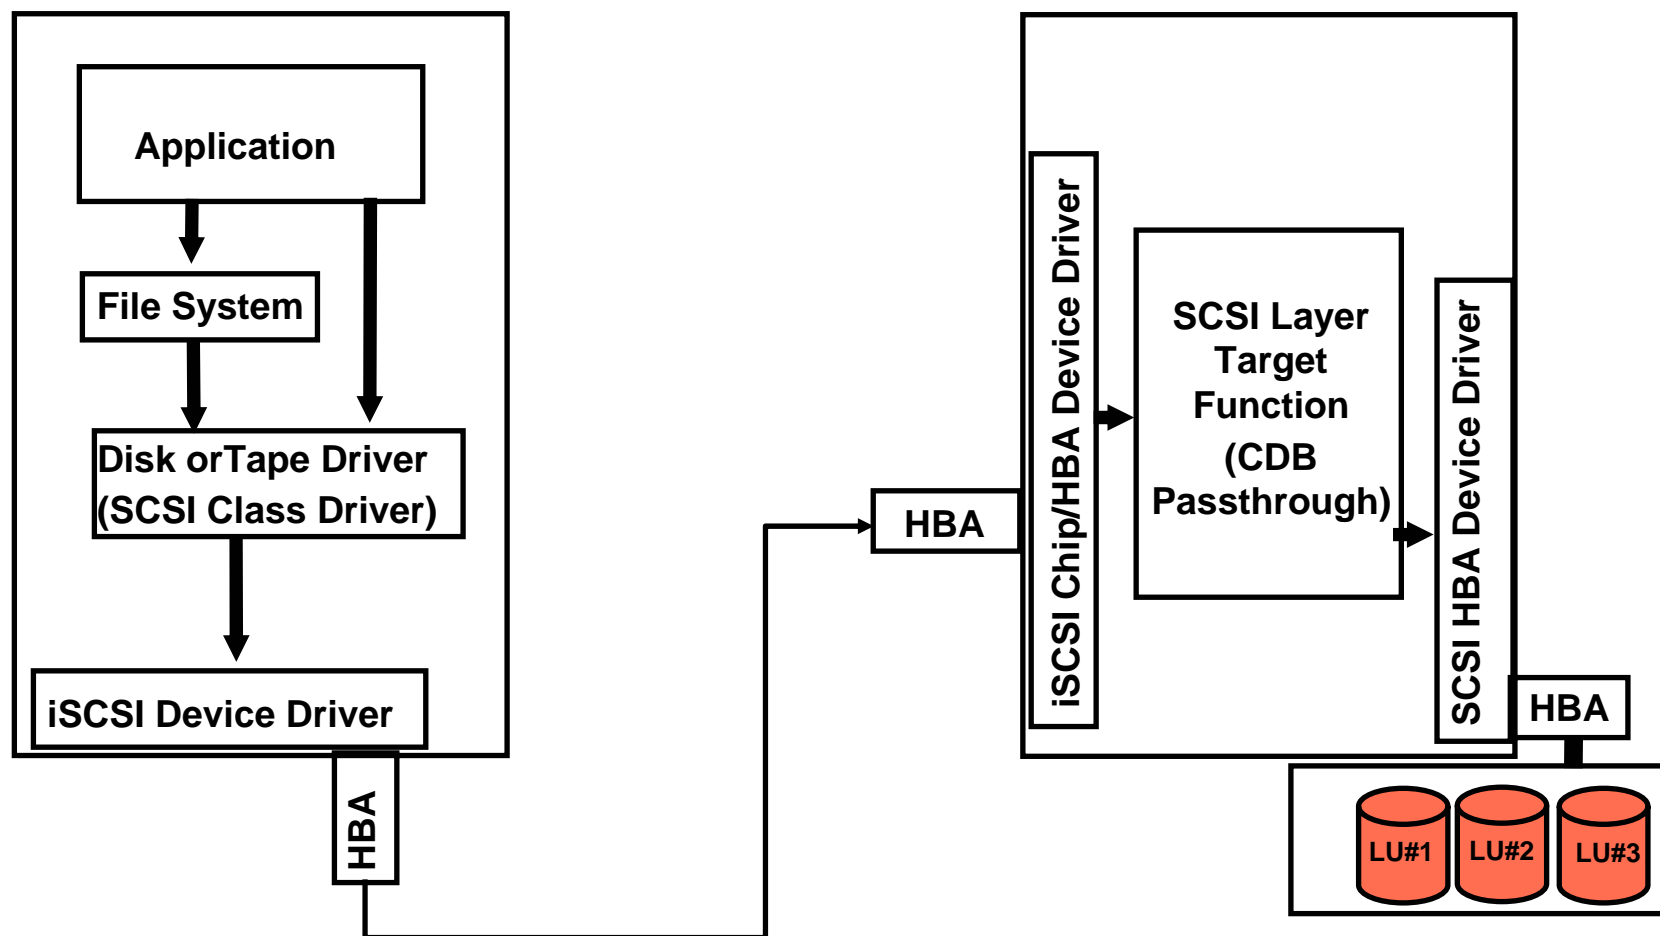 Application
File System
Disk orTape Driver
(SCSI Class Driver)
iSCSI Device Driver
HBA
HBA
iSCSI Chip/HBA Device Driver
SCSI Layer
Target
Function
(CDB
Passthrough)
SCSI HBA Device Driver
HBA
LU#1
LU#2
LU#3